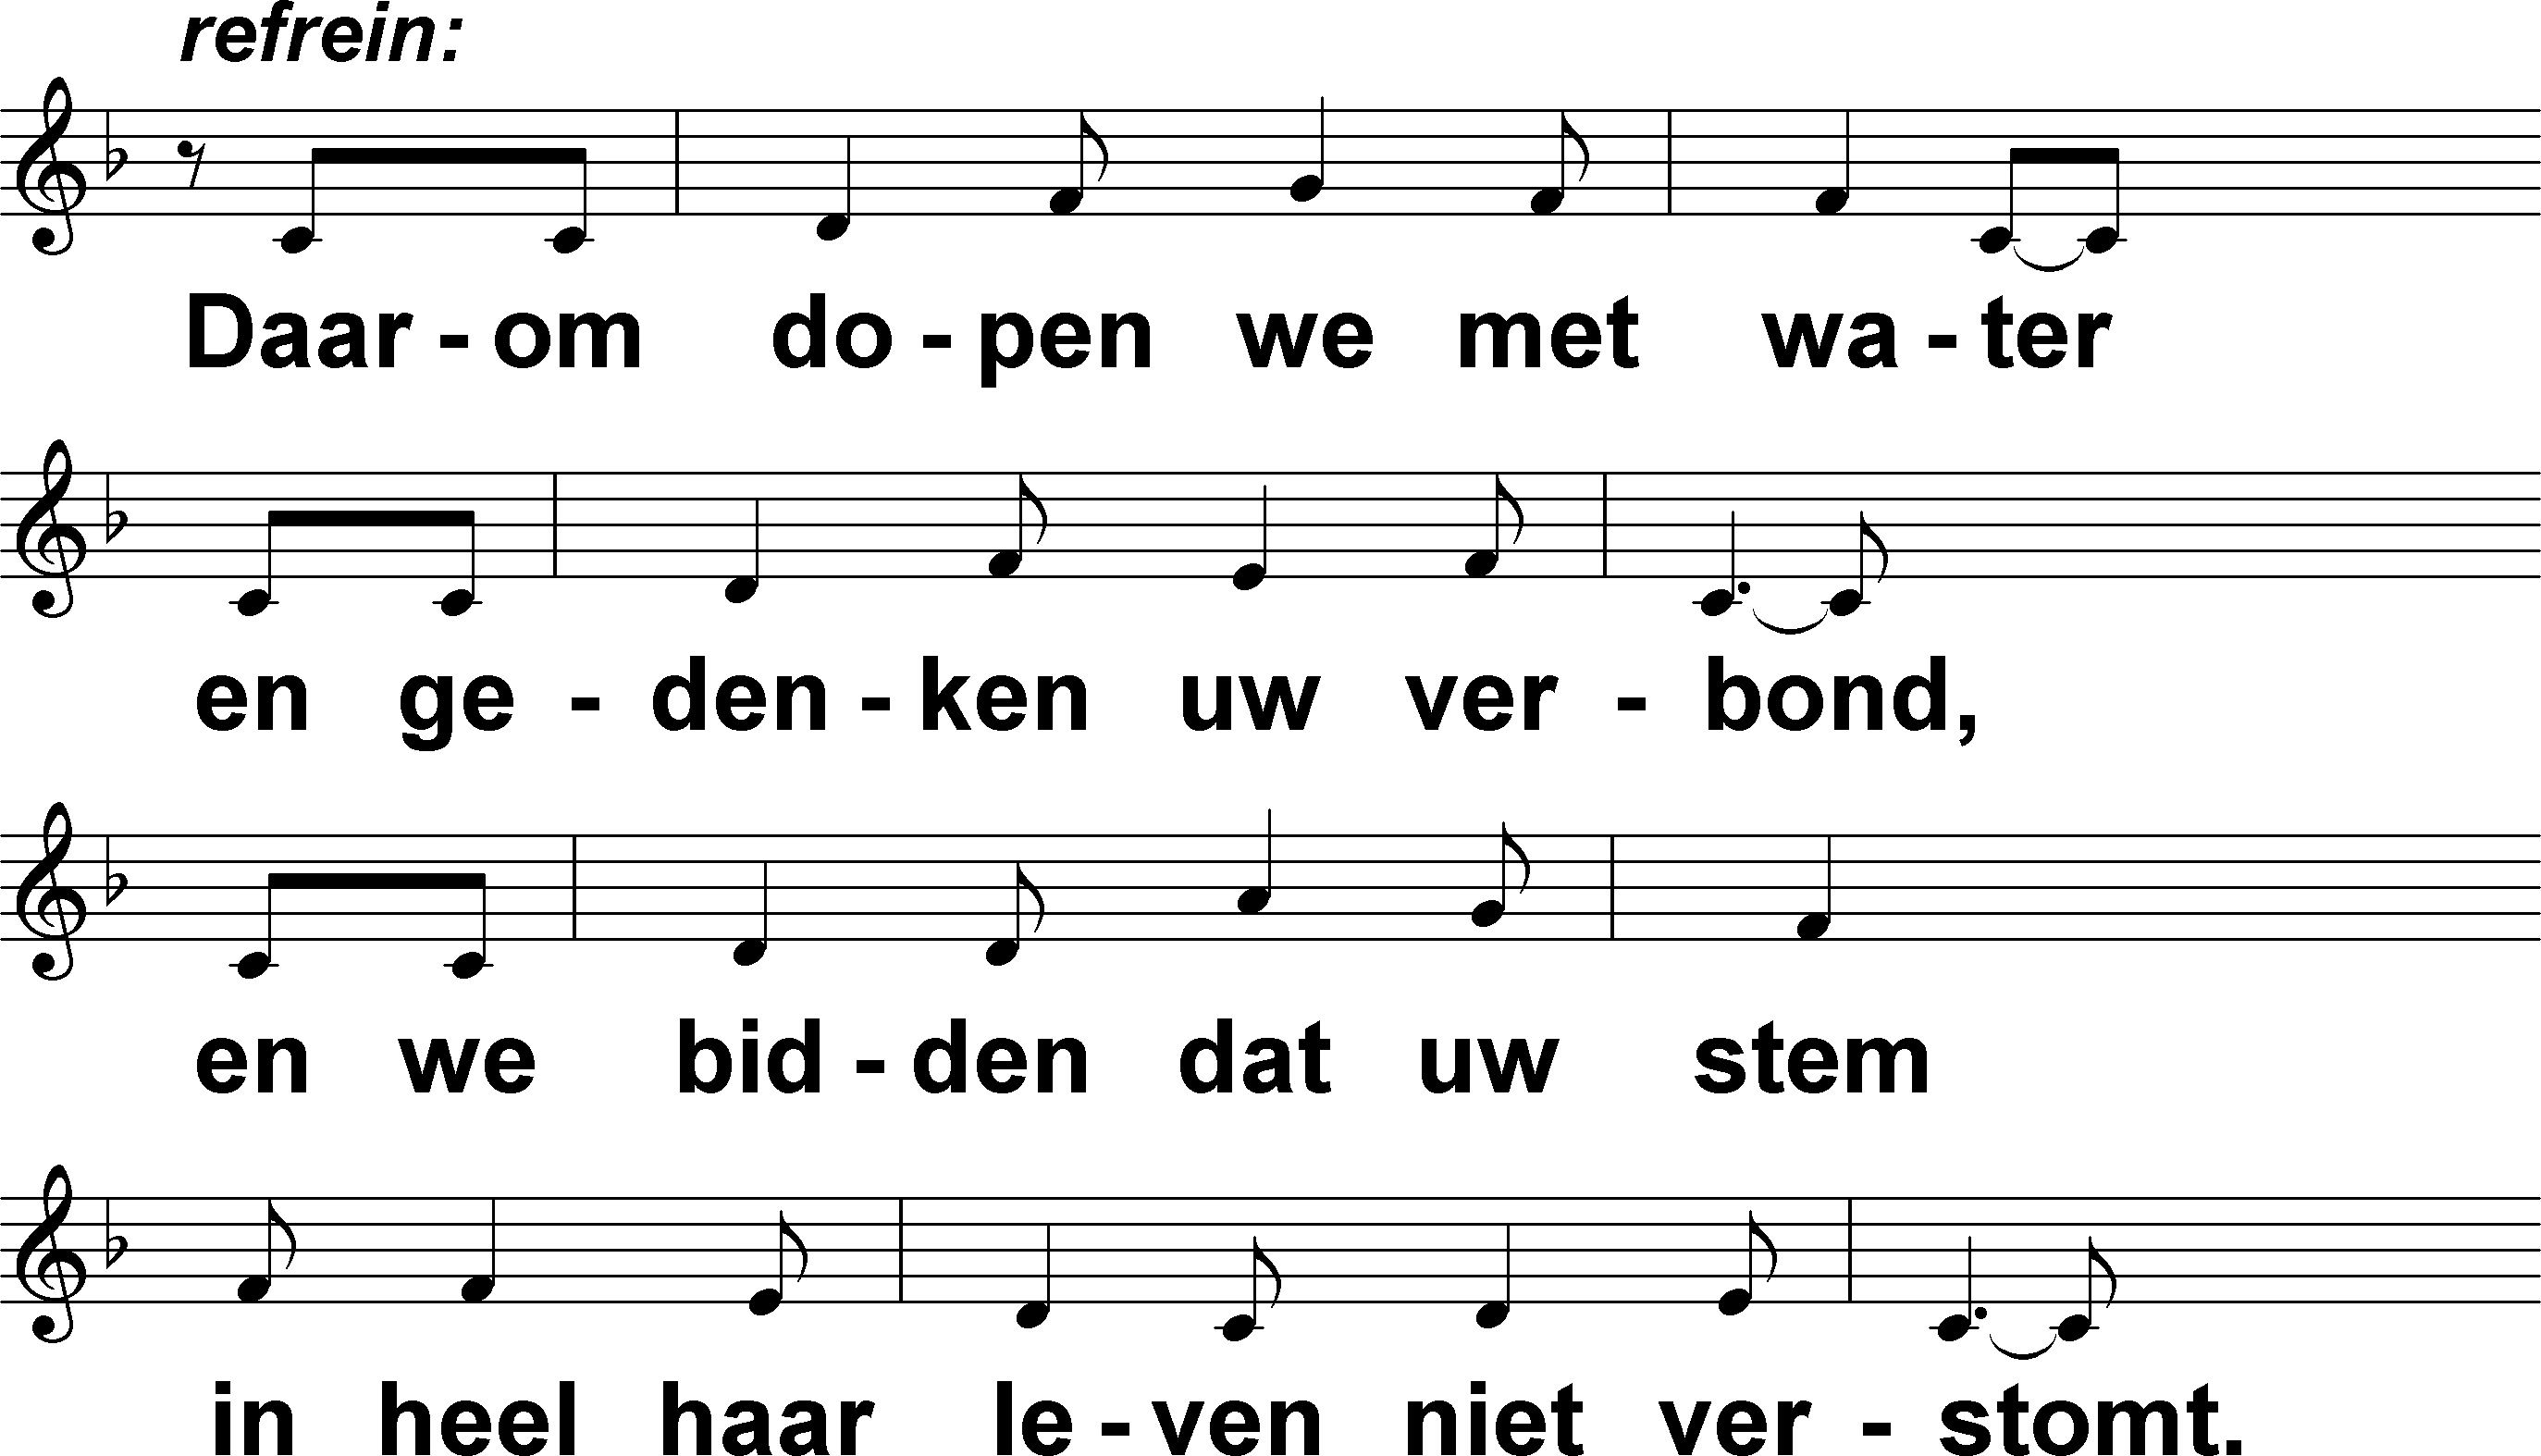 refrein:
Daar - om do - pen we met wa - ter
en ge - den - ken uw ver - bond,
en we bid - den dat uw stem
in heel haar le - ven niet ver - stomt.